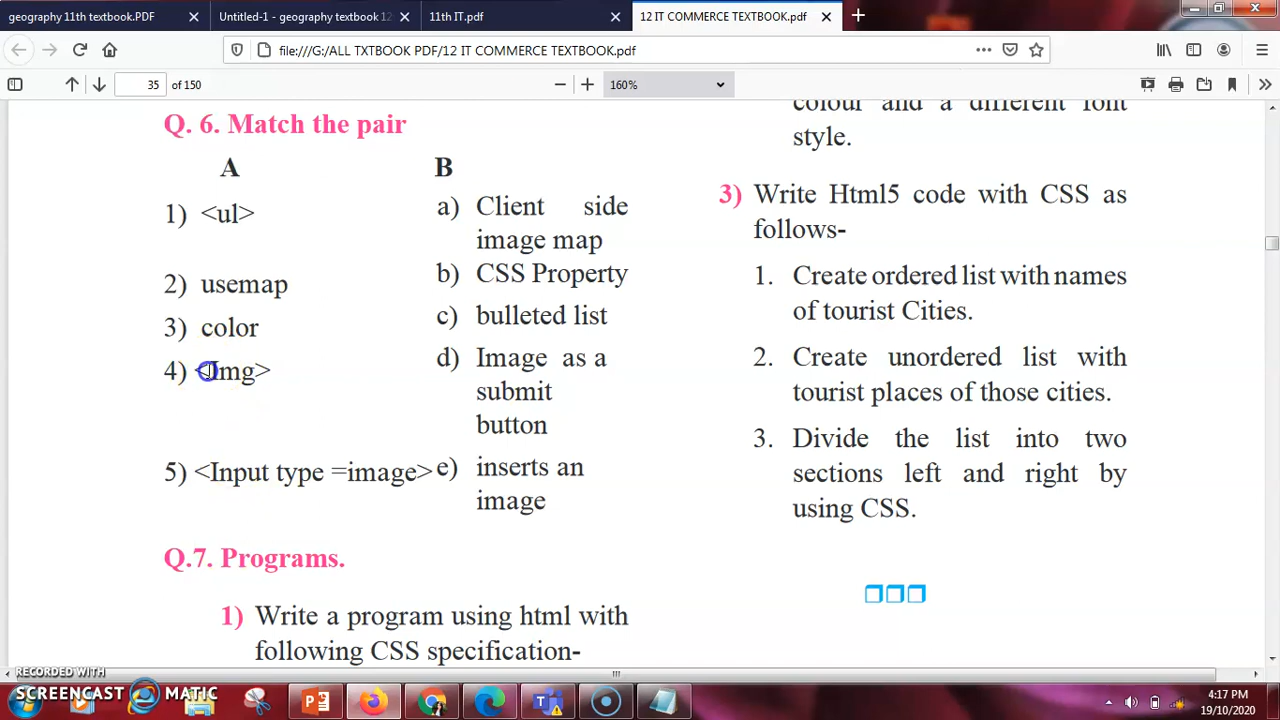 geography 11th textbook.PDF
Untitled-1 - geography textbook 12
11th IT.pdf
12 IT COMMERCE TEXTBOOK.pdf
file:///G:/ALL TXTBOOK PDF/12 IT COMMERCE TEXTBOOK.pdf
35 of 150
160%
Q. 6. Match the pair
A B
1) <ul> a) Client side
image map
2) usemap b) CSS Property
3) color c) bulleted list
4) <Img> d) Image as a
submit
button
5) <Input type =image> e) inserts an
image
Q.7. Programs.
1) Write a program using html with
following CSS specification-
colour and a different font
style.
3) Write Html5 code with CSS as
follows-
1. Create ordered list with names
of tourist Cities.
2. Create unordered list with
tourist places of those cities.
3. Divide the list into two
sections left and right by
using CSS.
RECORDED WITH
SCREENCAST MATIC
4:17 PM
19/10/2020